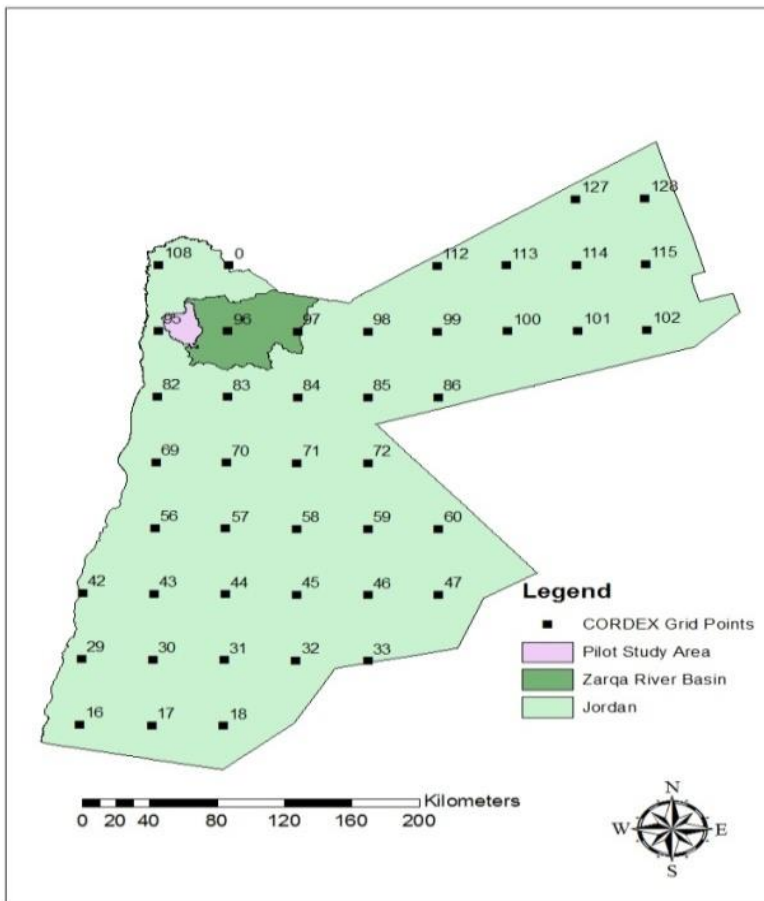 127 128
108 0 112 113 114 115
95 96 97 98 99 100 101 102
82 83 84 85 86
69 70 71 72
56 57 58 59 60
42 43 44 45 46 47
29 30 31 32 33
16 17 18
Legend
CORDEX Grid Points
Pilot Study Area
Zarqa River Basin
Jordan
Kilometers
0 20 40 80 120 160 200
N
W E
S